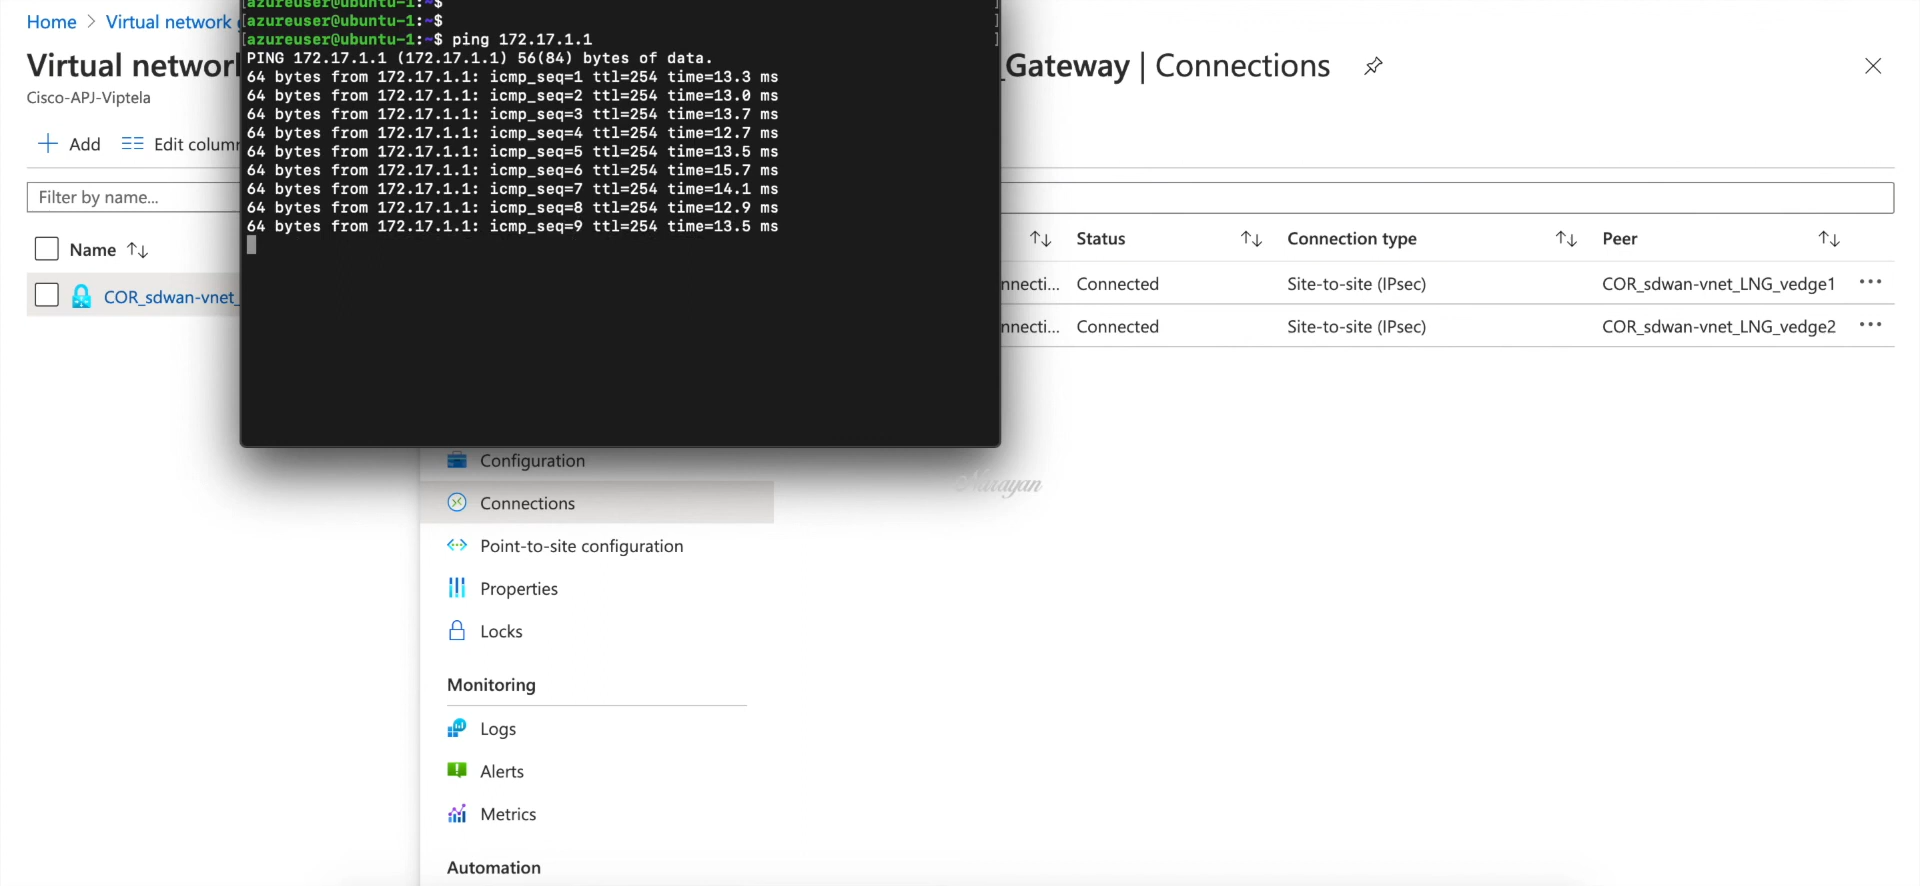 Home > Virtual network
Virtual networ
_Gateway | Connections
Cisco-APJ-Viptela
Add
Edit colum
Filter by name...
Name
COR_sdwan-vnet_
[azureuser@ubuntu-1:~$
[azureuser@ubuntu-1:~$
[azureuser@ubuntu-1:~$ ping 172.17.1.1
PING 172.17.1.1 (172.17.1.1) 56(84) bytes of data.
64 bytes from 172.17.1.1: icmp_seq=1 ttl=254 time=13.3 ms
64 bytes from 172.17.1.1: icmp_seq=2 ttl=254 time=13.0 ms
64 bytes from 172.17.1.1: icmp_seq=3 ttl=254 time=13.7 ms
64 bytes from 172.17.1.1: icmp_seq=4 ttl=254 time=12.7 ms
64 bytes from 172.17.1.1: icmp_seq=5 ttl=254 time=13.5 ms
64 bytes from 172.17.1.1: icmp_seq=6 ttl=254 time=15.7 ms
64 bytes from 172.17.1.1: icmp_seq=7 ttl=254 time=14.1 ms
64 bytes from 172.17.1.1: icmp_seq=8 ttl=254 time=12.9 ms
64 bytes from 172.17.1.1: icmp_seq=9 ttl=254 time=13.5 ms
Status Connection type Peer
nnecti... Connected Site-to-site (IPsec) COR_sdwan-vnet_LNG_vedge1 ...
nnecti... Connected Site-to-site (IPsec) COR_sdwan-vnet_LNG_vedge2 ...
Configuration
Connections
Point-to-site configuration
Properties
Locks
Monitoring
Logs
Alerts
Metrics
Automation
Narayan